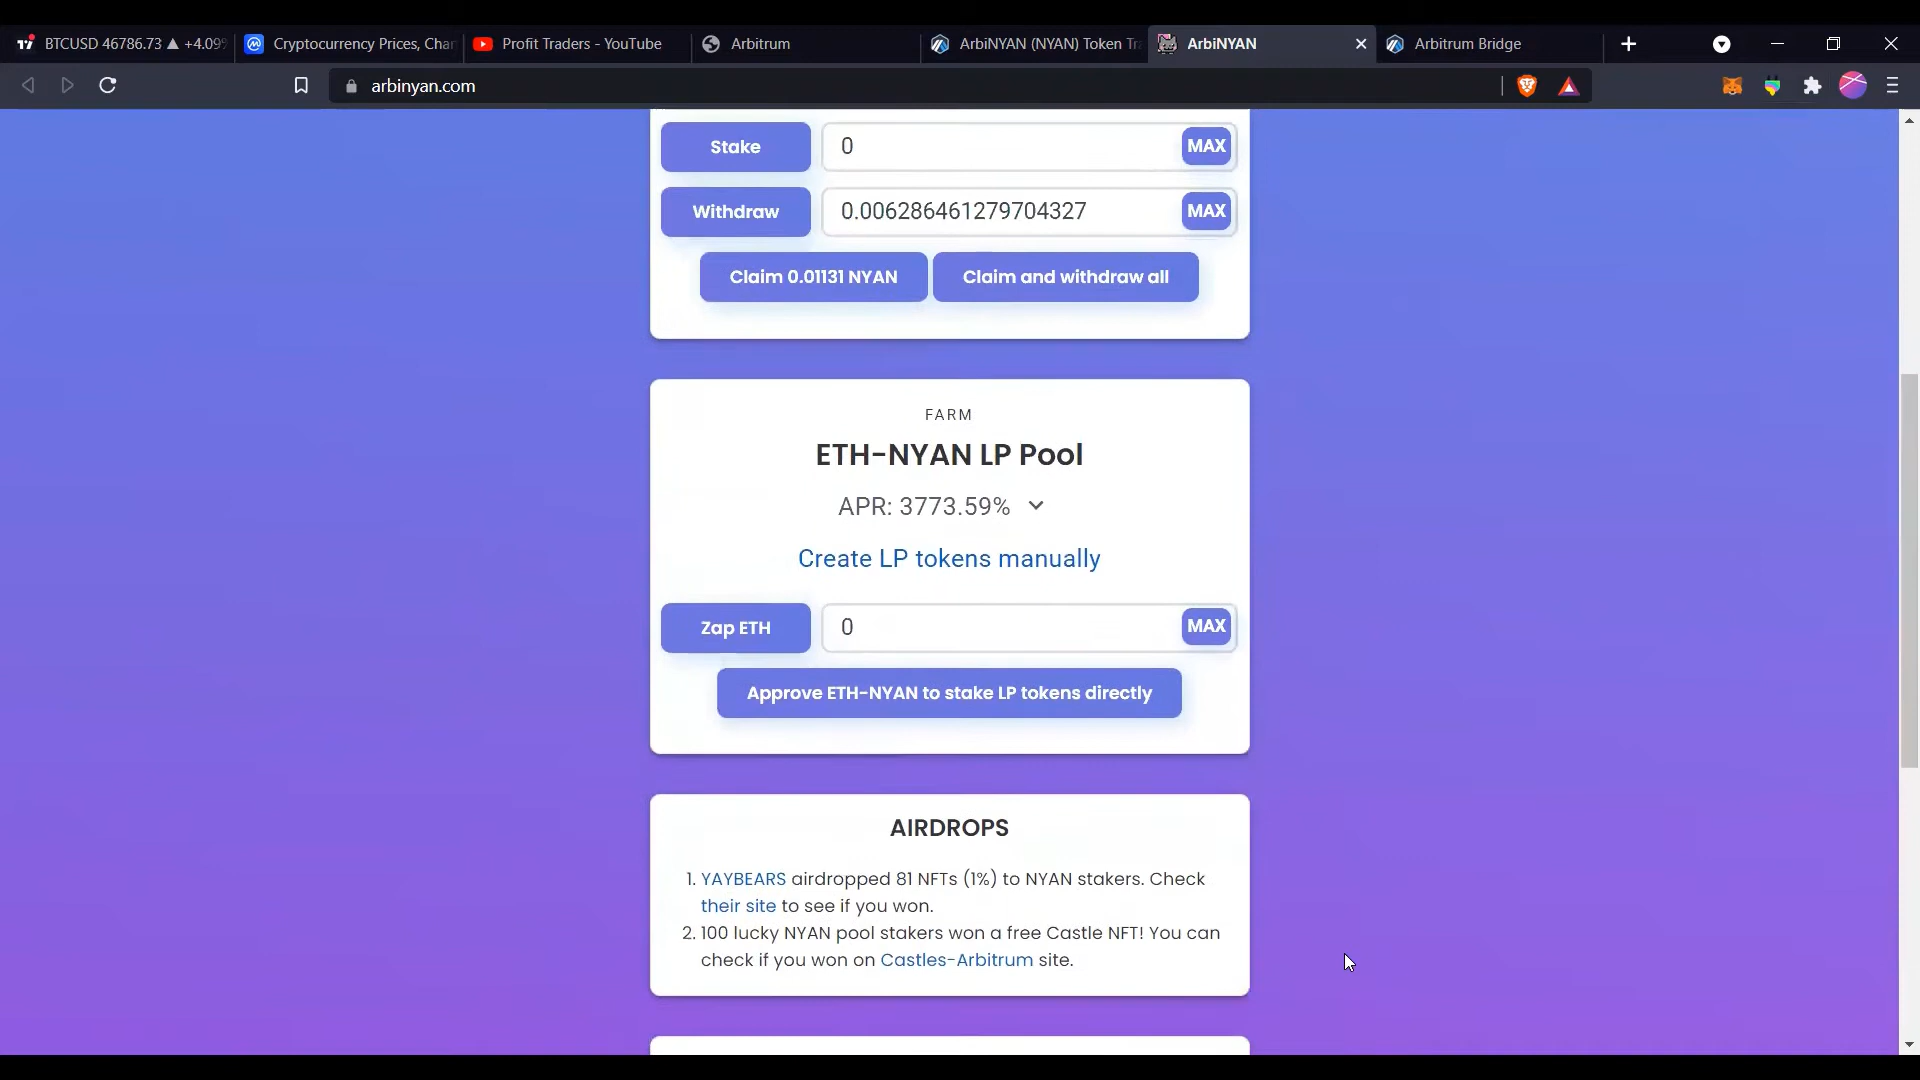 BTCUSD 46786.73 ▲ +4.09%
Cryptocurrency Prices, Char
Profit Traders - YouTube
Arbitrum
ArbiNYAN (NYAN) Token Tr
ArbiNYAN
Arbitrum Bridge
arbinyan.com
Stake
0
MAX
Withdraw
0.006286461279704327
MAX
Claim 0.01131 NYAN
Claim and withdraw all
FARM
ETH-NYAN LP Pool
APR: 3773.59%
Create LP tokens manually
Zap ETH
0
MAX
Approve ETH-NYAN to stake LP tokens directly
AIRDROPS
1. YAYBEARS airdropped 81 NFTs (1%) to NYAN stakers. Check
their site to see if you won.
2. 100 lucky NYAN pool stakers won a free Castle NFT! You can
check if you won on Castles-Arbitrum site.